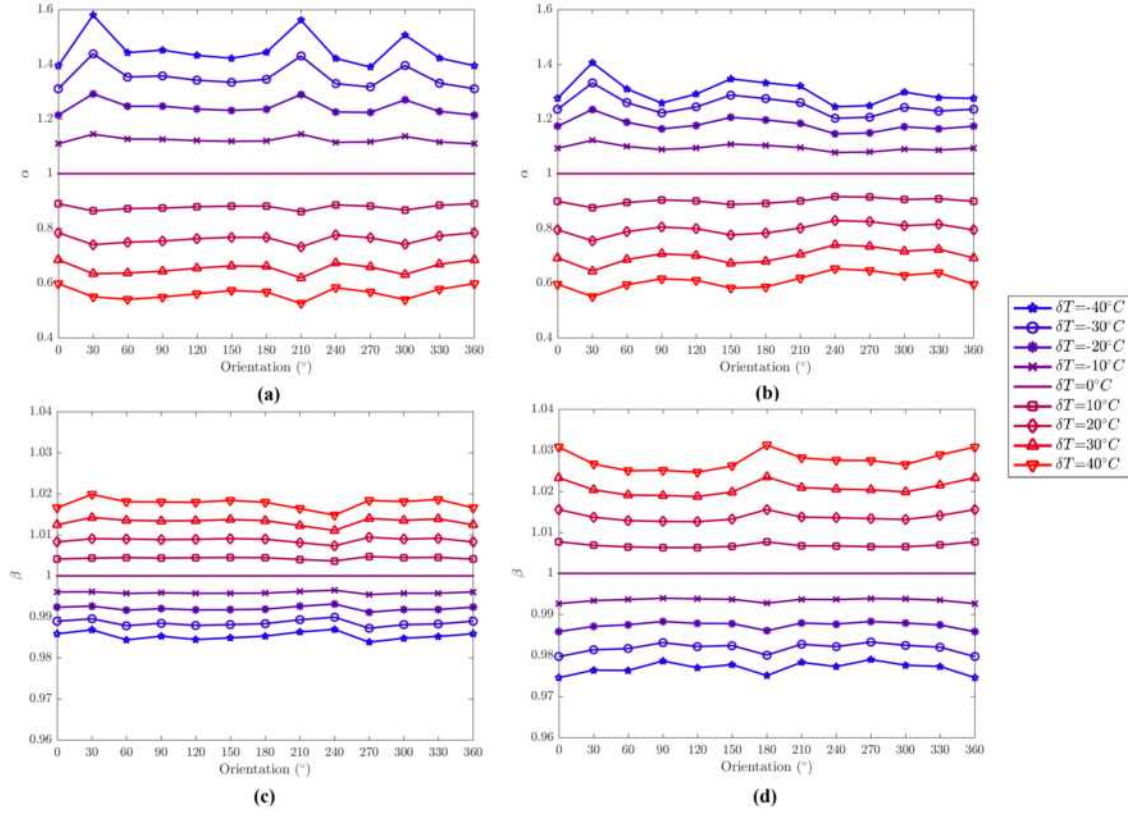 1.6
1.4
1.2
1
0.8
0.6
0.4
α
0 30 60 90 120 150 180 210 240 270 300 330 360
Orientation (°)
(a)
1.6
1.4
1.2
1
0.8
0.6
0.4
α
0 30 60 90 120 150 180 210 240 270 300 330 360
Orientation (°)
(b)
δT=-40°C
δT=-30°C
δT=-20°C
δT=-10°C
δT=0°C
δT=10°C
δT=20°C
δT=30°C
δT=40°C
1.04
1.03
1.02
1.01
1
0.99
0.98
0.97
0.96
β
0 30 60 90 120 150 180 210 240 270 300 330 360
Orientation (°)
(c)
1.04
1.03
1.02
1.01
1
0.99
0.98
0.97
0.96
β
0 30 60 90 120 150 180 210 240 270 300 330 360
Orientation (°)
(d)